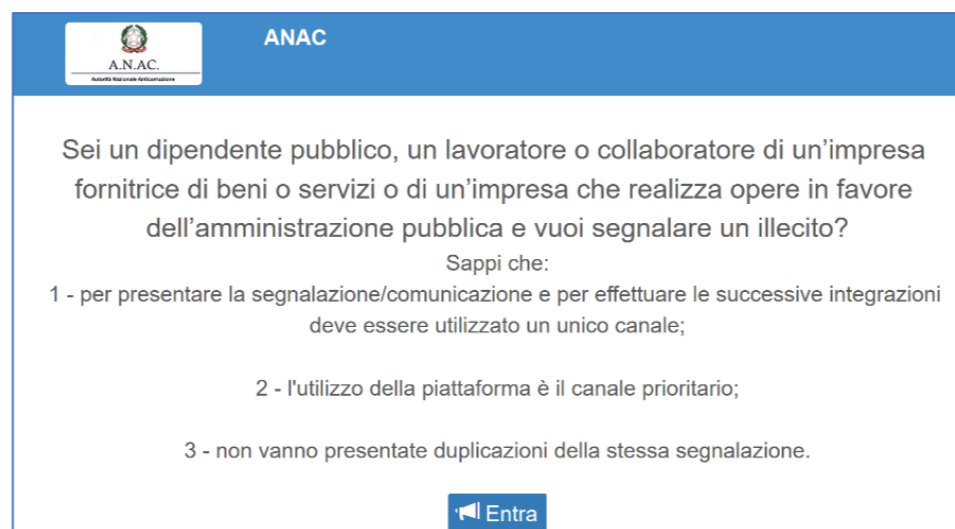 A.N.AC.
Autorità Nazionale Anticorruzione
ANAC
Sei un dipendente pubblico, un lavoratore o collaboratore di un’impresa
fornitrice di beni o servizi o di un’impresa che realizza opere in favore
dell’amministrazione pubblica e vuoi segnalare un illecito?
Sappi che:
1 - per presentare la segnalazione/comunicazione e per effettuare le successive integrazioni
deve essere utilizzato un unico canale;
2 - l'utilizzo della piattaforma è il canale prioritario;
3 - non vanno presentate duplicazioni della stessa segnalazione.
Entra